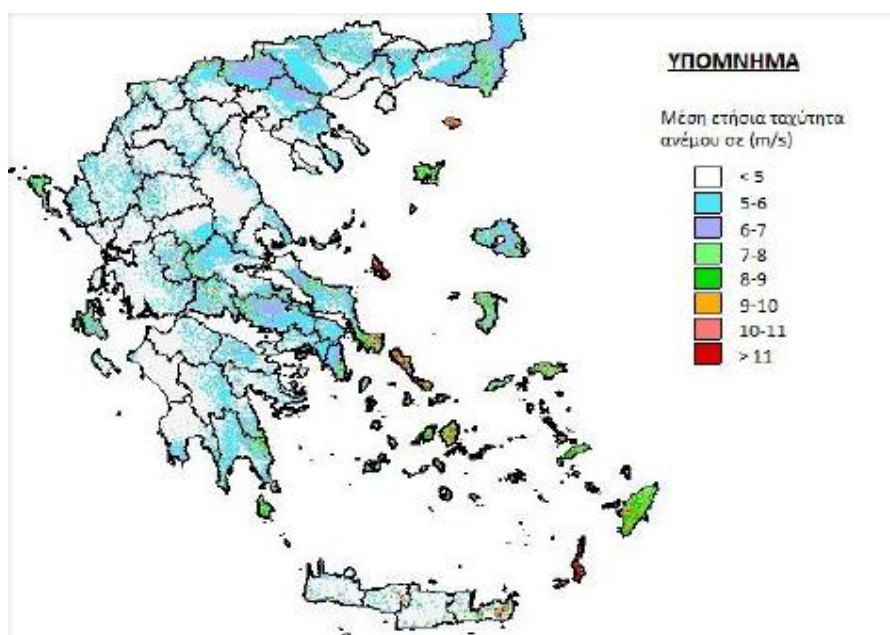 ΥΠΟΜΝΗΜΑ
Μέση ετήσια ταχύτητα
ανέμου σε (m/s)
< 5
5-6
6-7
7-8
8-9
9-10
10-11
> 11